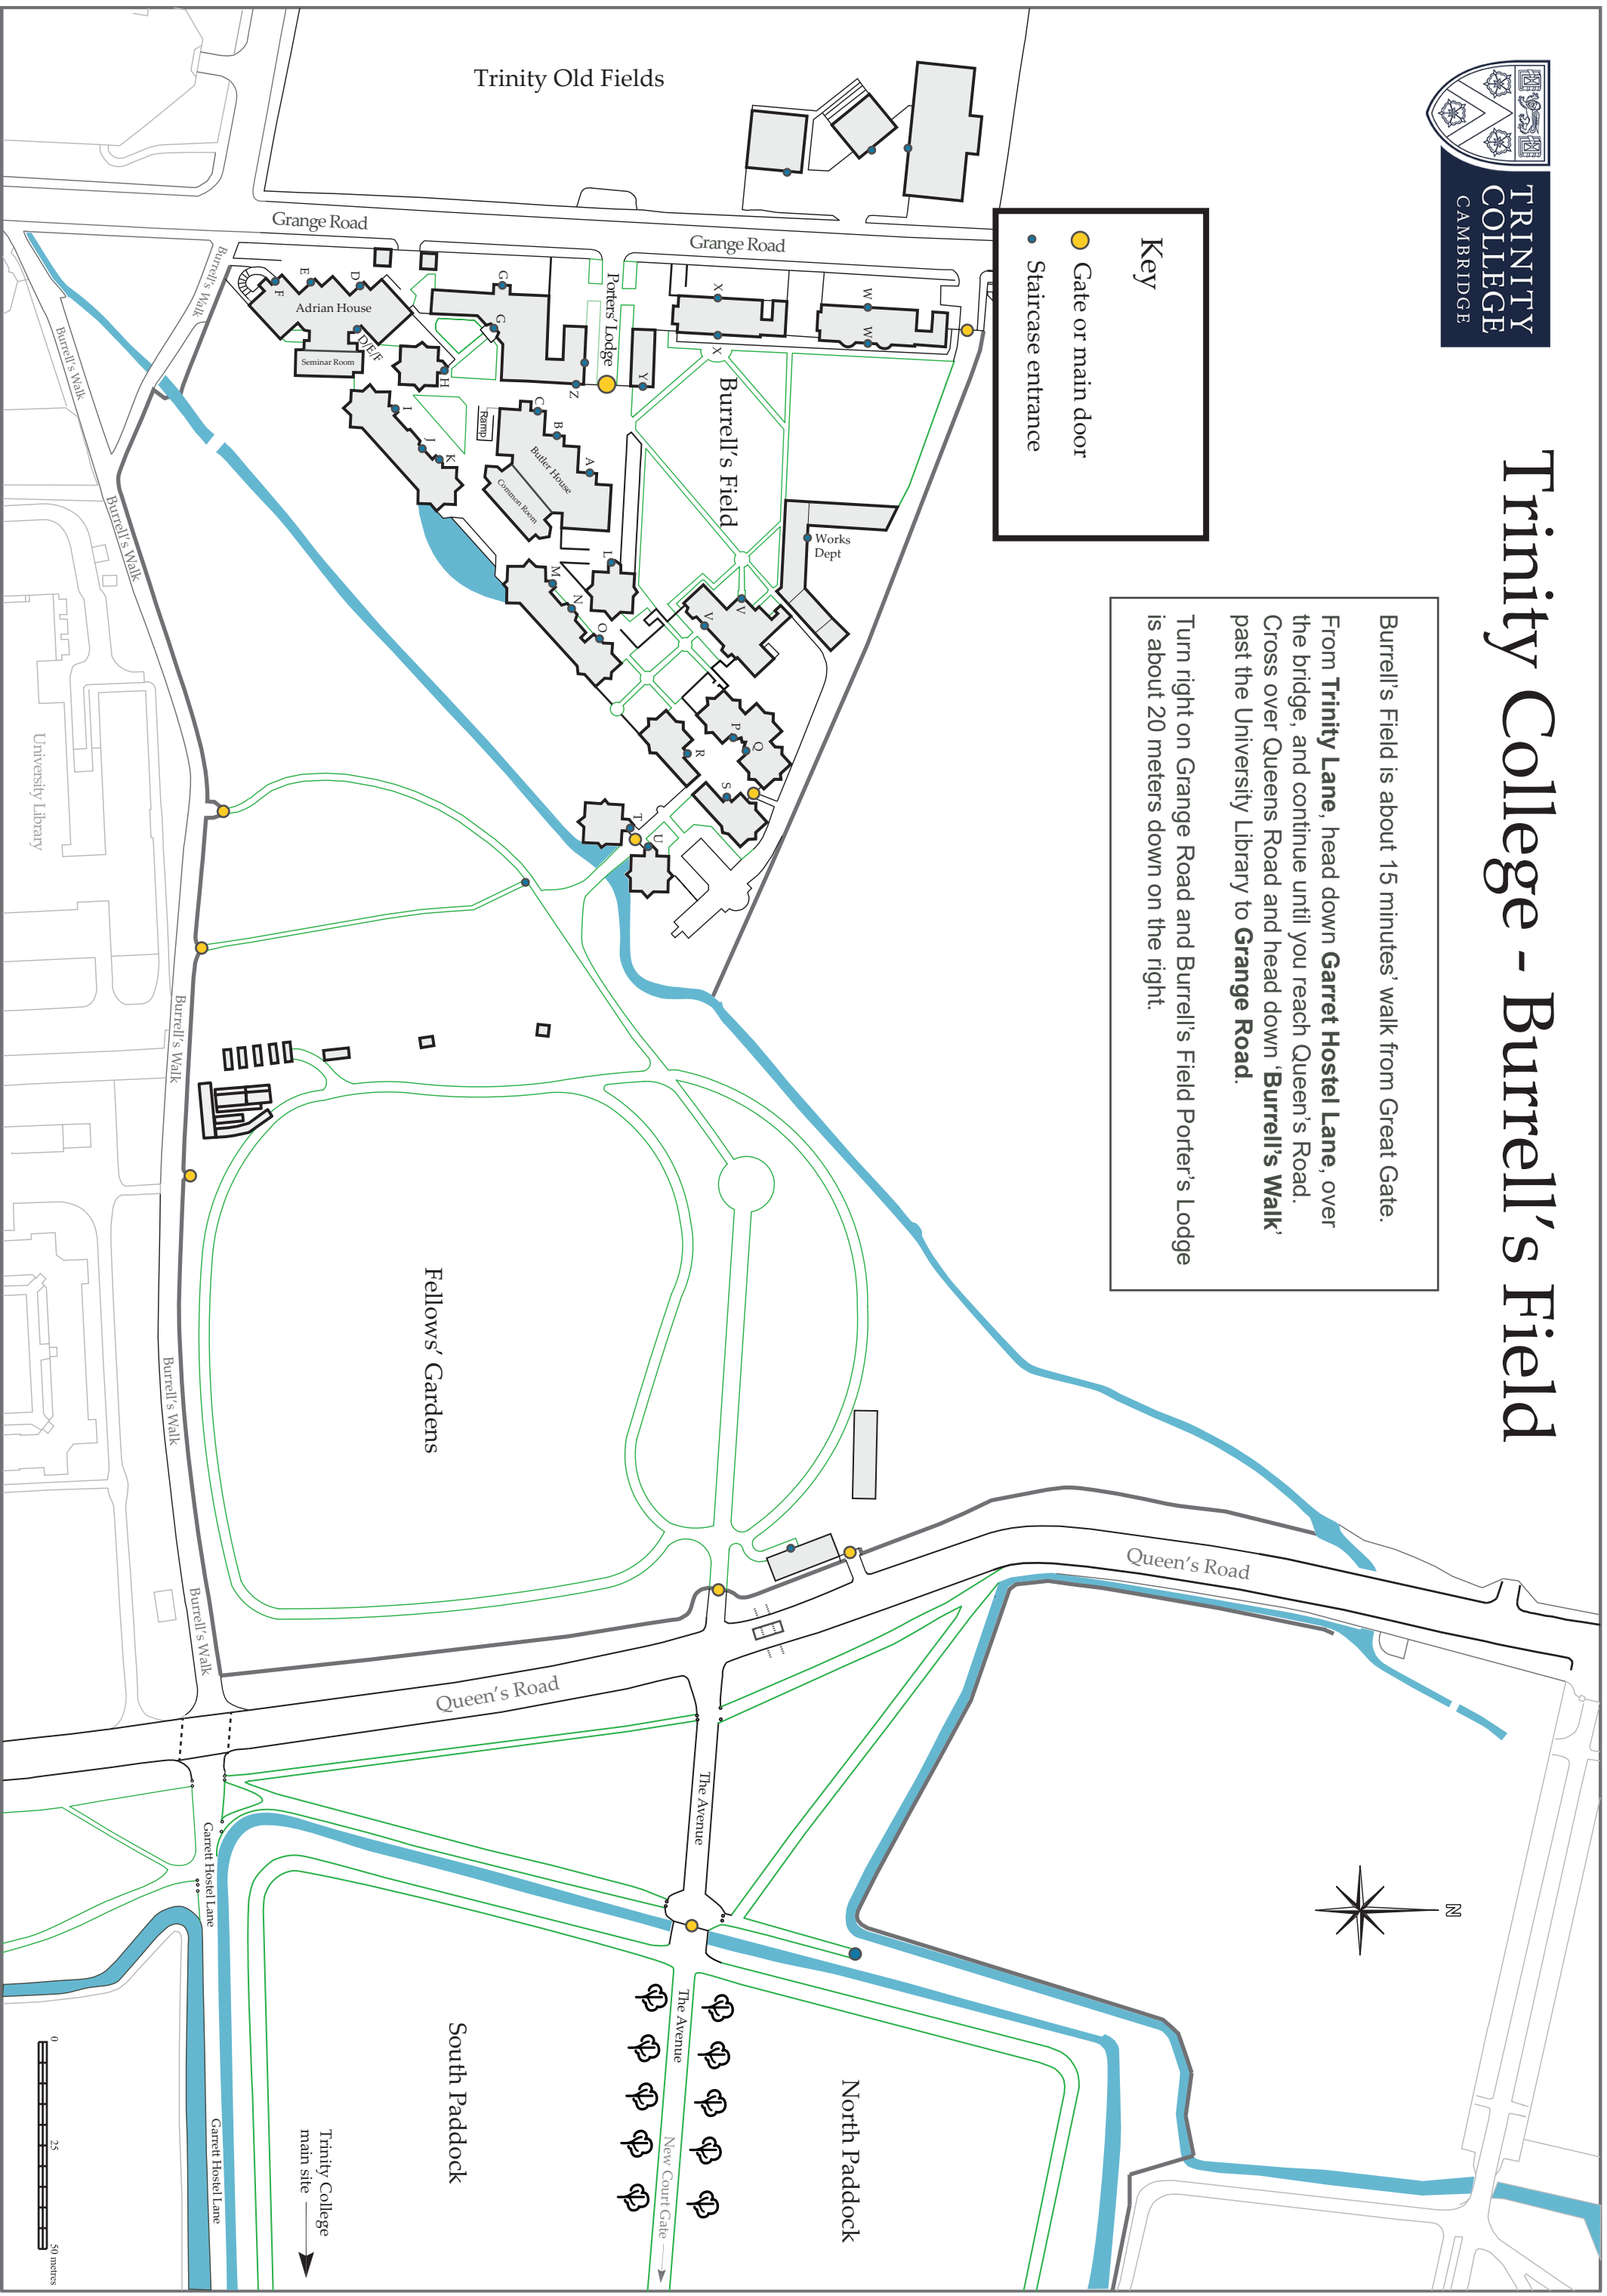 TRINITY
COLLEGE
CAMBRIDGE
Trinity College - Burrell's Field
Burrell's Field is about 15 minutes' walk from Great Gate.
From Trinity Lane, head down Garret Hostel Lane, over
the bridge, and continue until you reach Queen's Road.
Cross over Queens Road and head down ‘Burrell's Walk'
past the University Library to Grange Road.
Turn right on Grange Road and Burrell's Field Porter's Lodge
is about 20 meters down on the right.
Key
Gate or main door
Staircase entrance
Trinity Old Fields
Grange Road
Grange Road
Burrell's Walk
Burrell's Walk
Burrell's Walk
Burrell's Walk
Burrell's Walk
Burrell's Walk
Porters' Lodge
Burrell's Field
Adrian House
Seminar Room
D
E
F
D/E/F
G
G
H
I
J
K
Ramp
Butler House
Common Room
A
B
C
Z
Y
X
X
W
W
Works
Dept
L
M
N
O
V
V
P
Q
R
S
T
U
University Library
Fellows' Gardens
Queen's Road
Queen's Road
The Avenue
The Avenue
New Court Gate
Garrett Hostel Lane
Garrett Hostel Lane
North Paddock
South Paddock
Trinity College
main site
N
0
25
50 metres